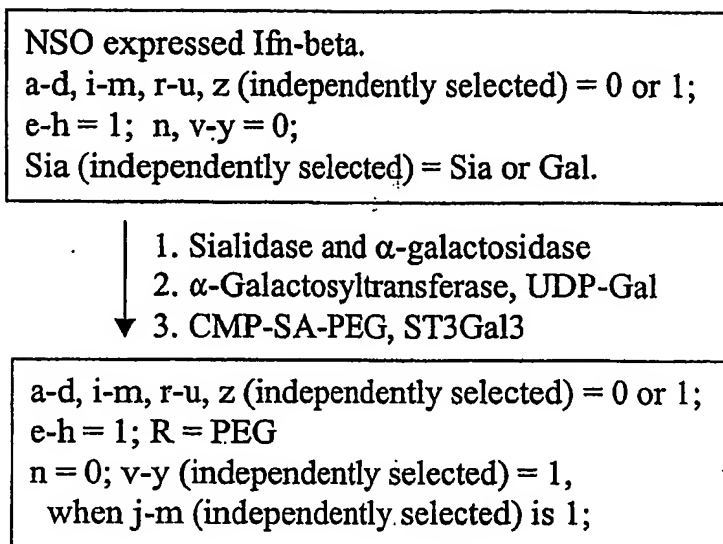 NSO expressed Ifn-beta.
a-d, i-m, r-u, z (independently selected) = 0 or 1;
e-h = 1; n, v-y = 0;
Sia (independently selected) = Sia or Gal.
1. Sialidase and α-galactosidase
2. α-Galactosyltransferase, UDP-Gal
3. CMP-SA-PEG, ST3Gal3
a-d, i-m, r-u, z (independently selected) = 0 or 1;
e-h = 1; R = PEG
n = 0; v-y (independently selected) = 1,
when j-m (independently selected) is 1;